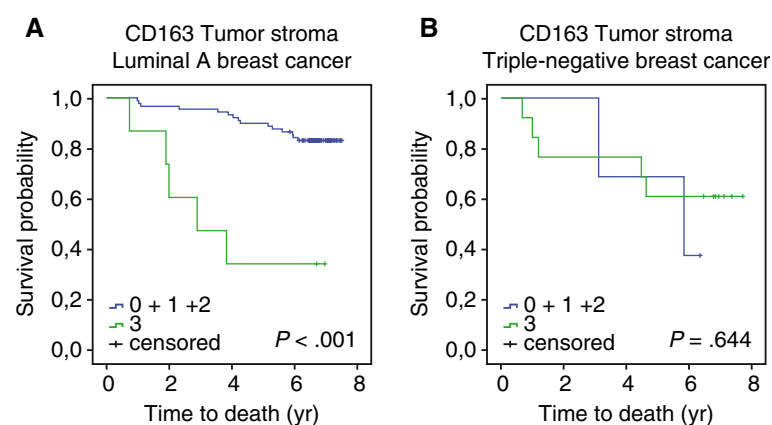 A
CD163 Tumor stroma
Luminal A breast cancer
Survival probability
1,0
0,8
0,6
0,4
0,2
0,0
0 + 1 +2
3
censored
P < .001
0 2 4 6 8
Time to death (yr)
B
CD163 Tumor stroma
Triple-negative breast cancer
Survival probability
1,0
0,8
0,6
0,4
0,2
0,0
0 + 1 +2
3
censored
P = .644
0 2 4 6 8
Time to death (yr)